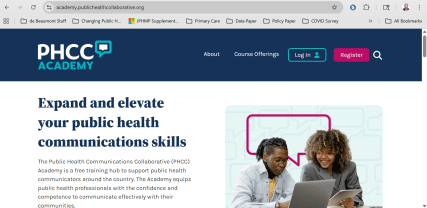 academy.publichealthcollaborative.org
de Beaumont Staff
Changing Public H...
JPHMP Supplement...
Primary Care
Data Paper
Policy Paper
COVID Survey
»
All Bookmarks
PHCC
ACADEMY
About
Course Offerings
Log In
Register
Expand and elevate
your public health
communications skills
The Public Health Communications Collaborative (PHCC)
Academy is a free training hub to support public health
communicators around the country. The Academy equips
public health professionals with the confidence and
competence to communicate effectively with their
communities.